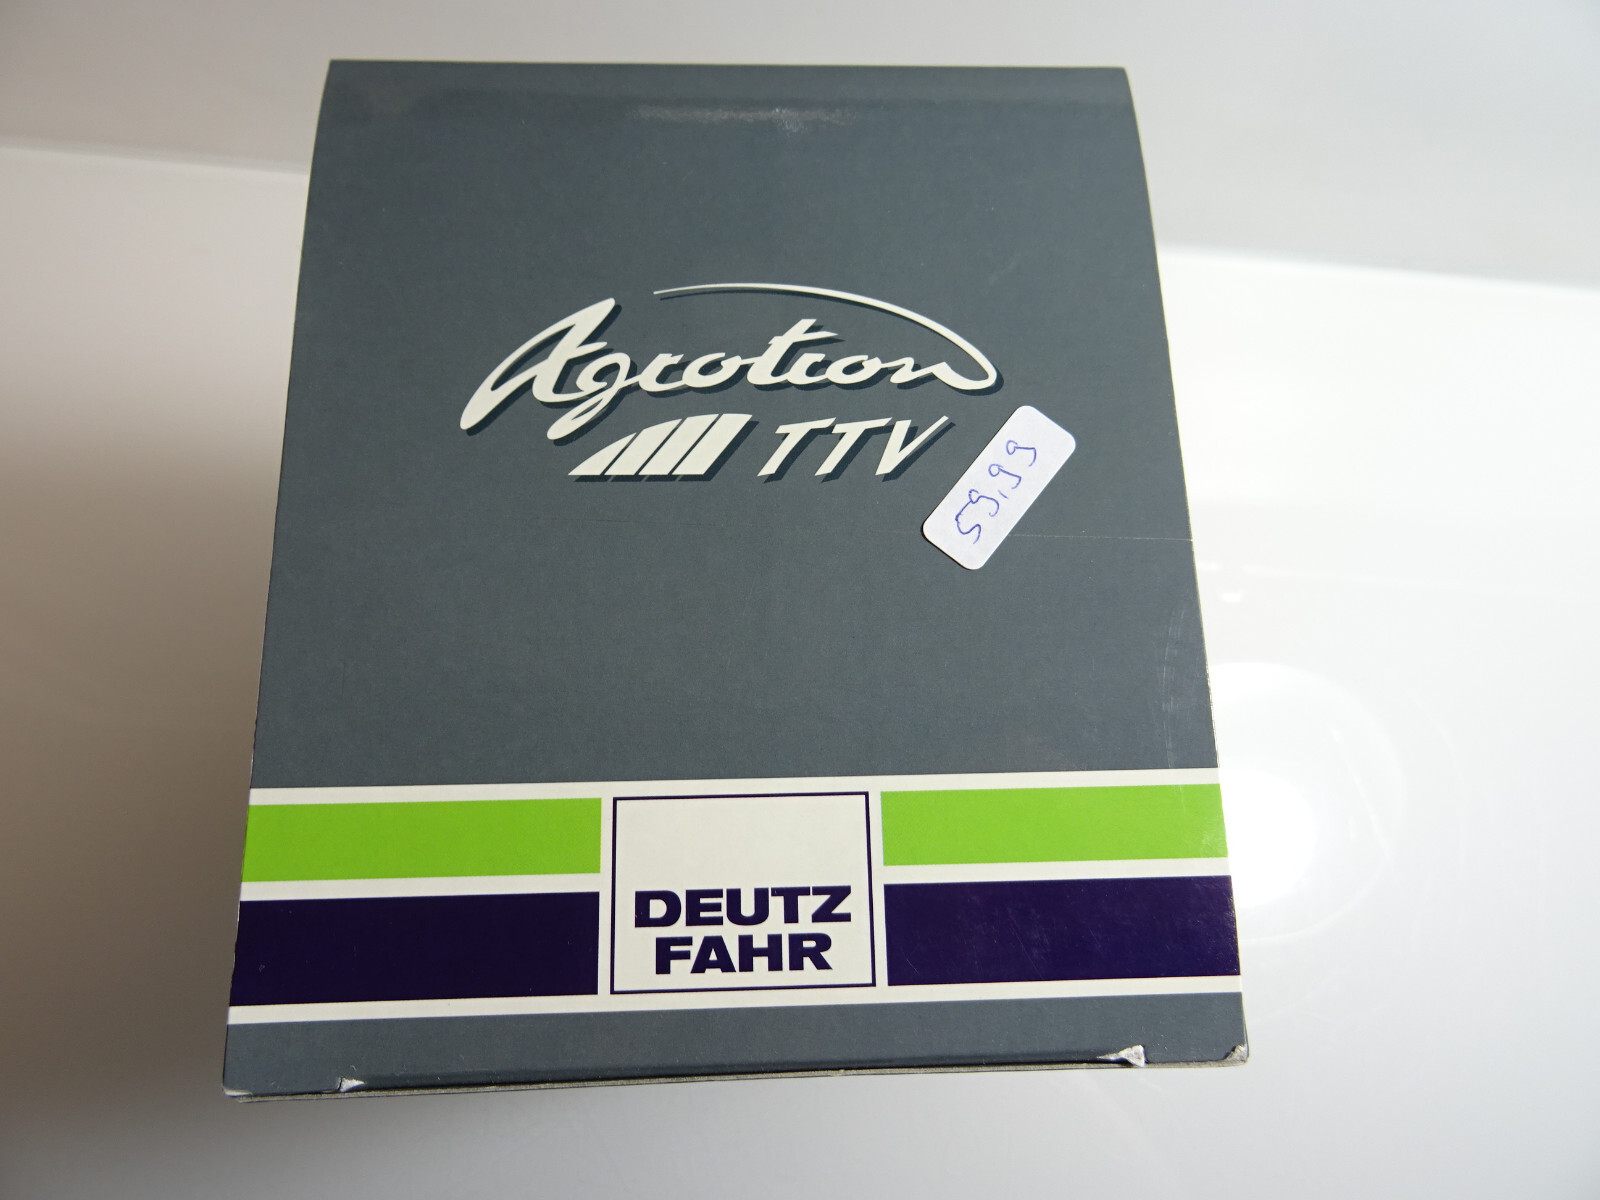 Agrotron
TTV
59,99
DEUTZ
FAHR